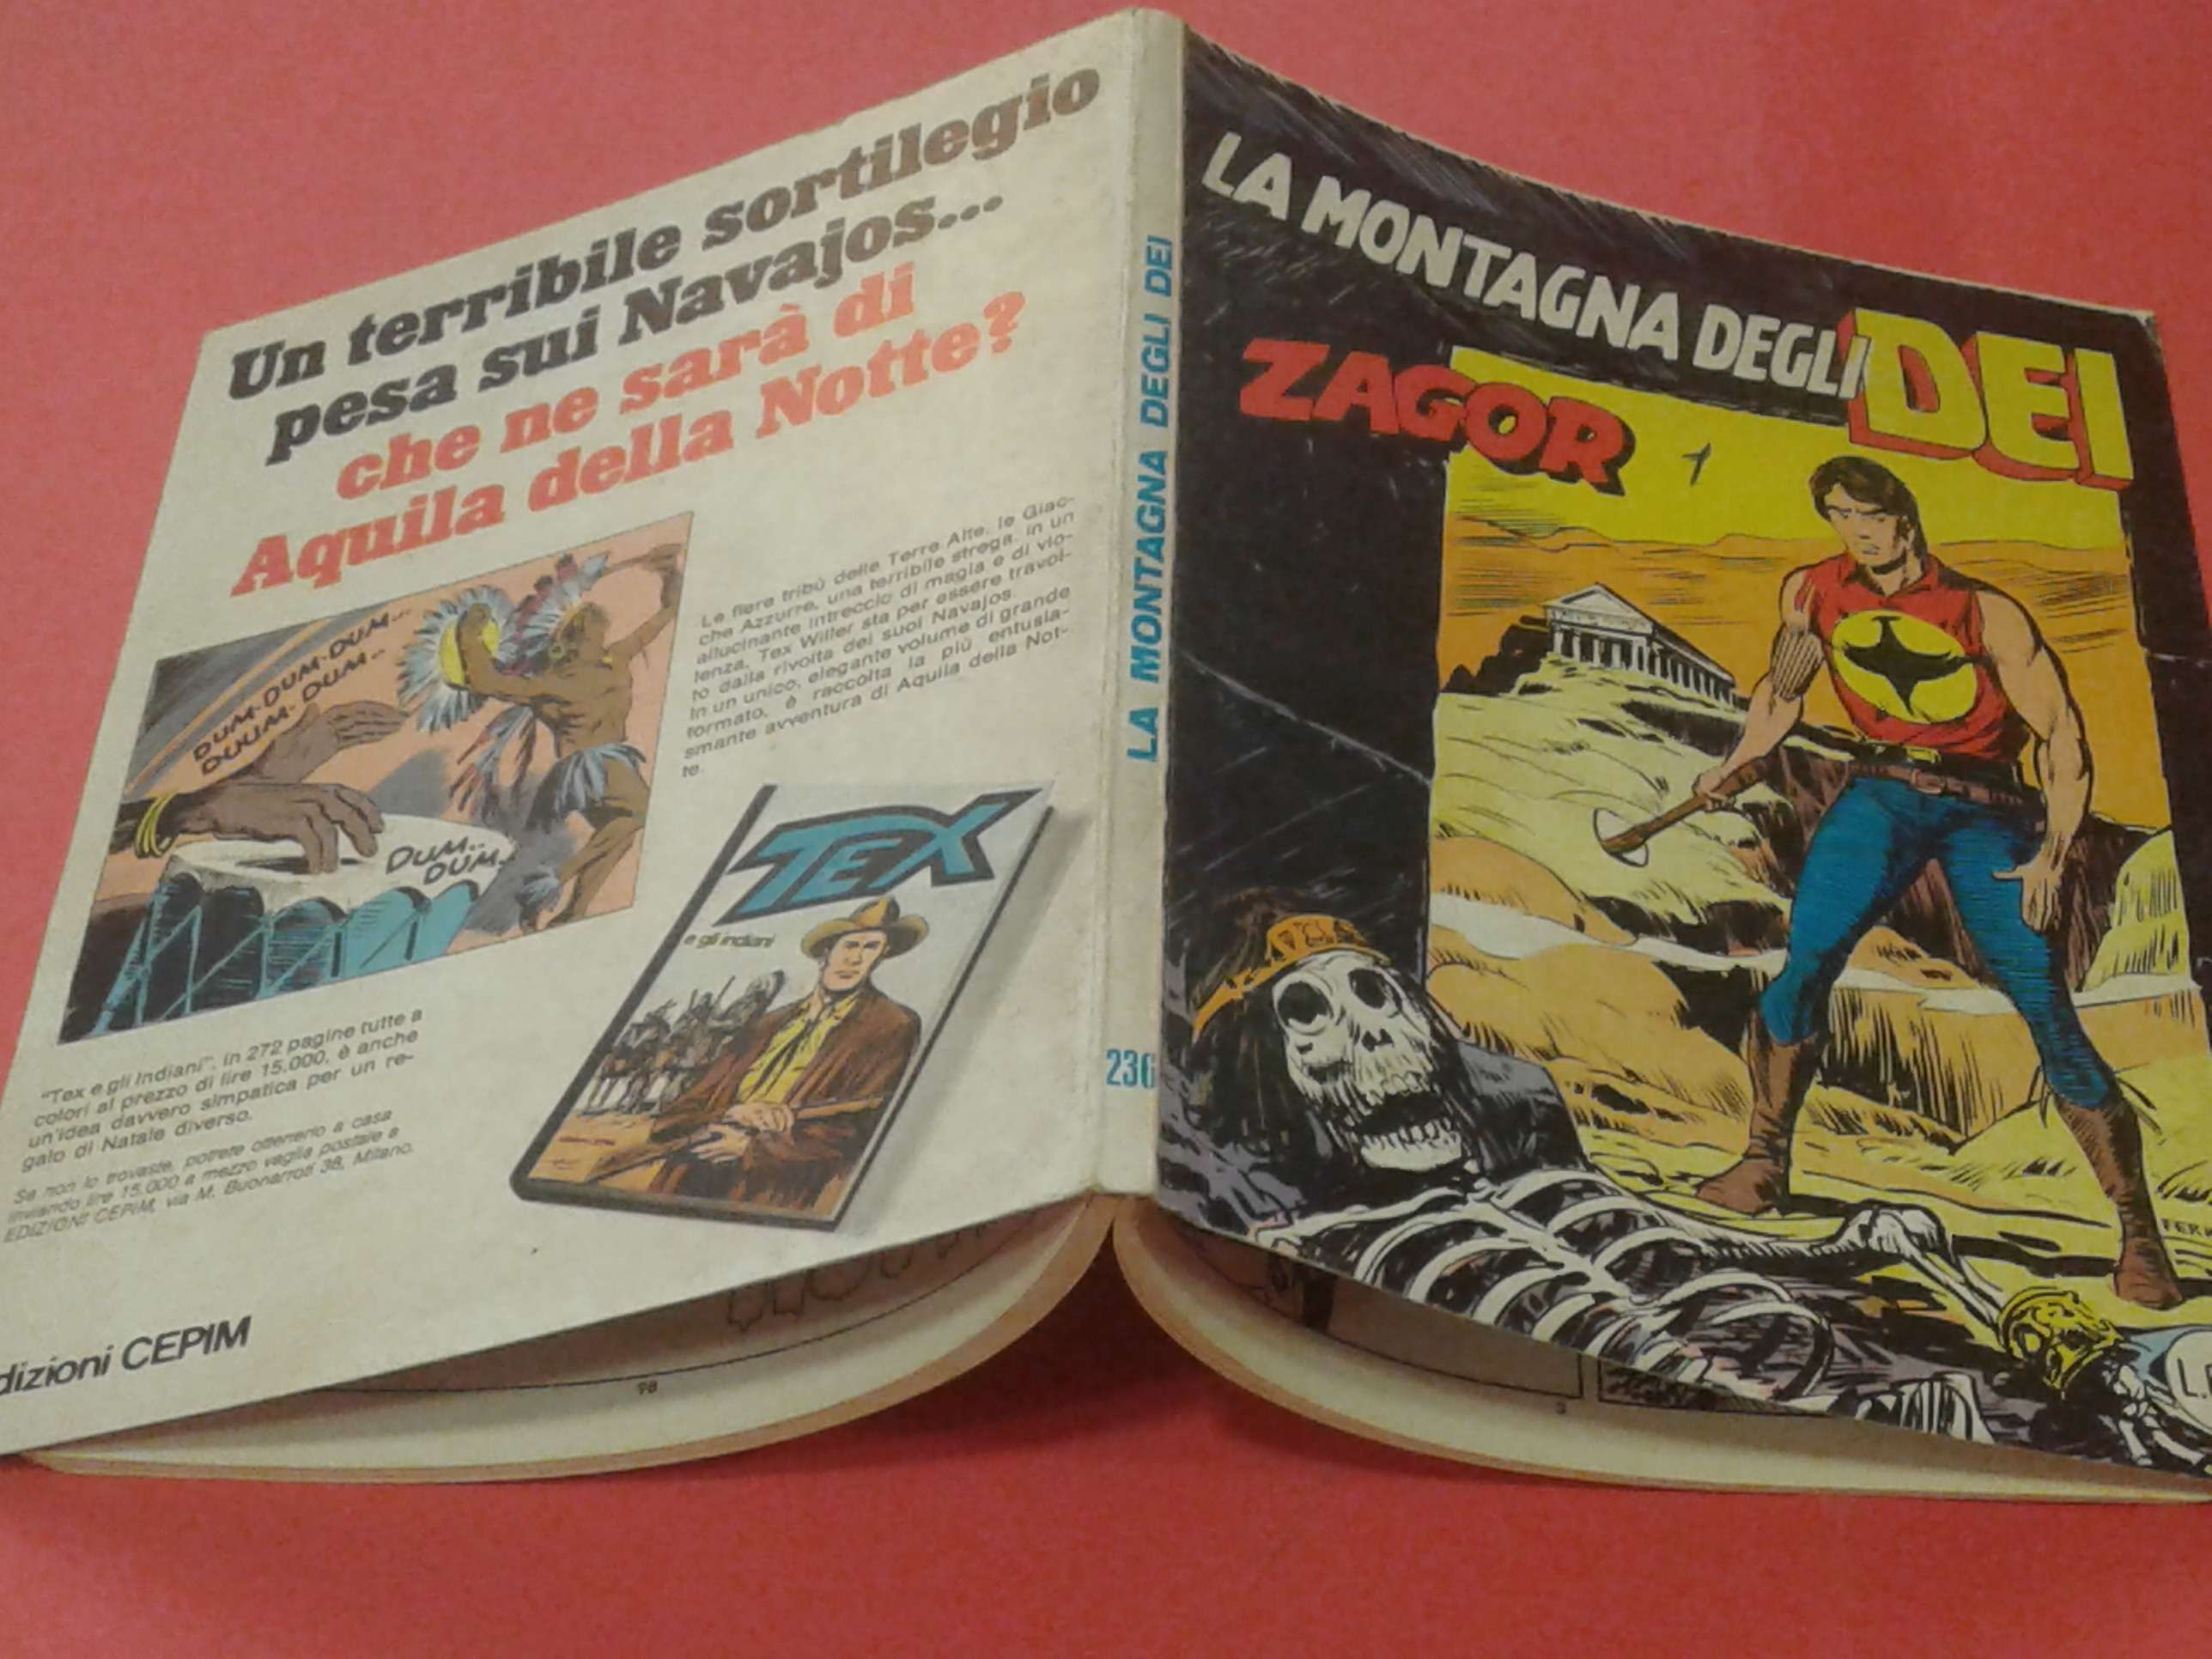 Un terribile sortilegio
pesa sui Navajos...
che ne sarà di
Aquila della Notte?
DUM-DUM-DUM-DUM...
DUUM-DUUM-DUM..
DUM..
DUM..
Le fiere tribù delle Terre Alte, le Giac-
che Azzurre, una terribile strega, in un
allucinante intreccio di magia e di vio-
lenza, Tex Willer sta per essere travol-
to dalla rivolta dei suoi Navajos.
In un unico, elegante volume di grande
formato, è raccolta la più entusia-
smante avventura di Aquila della Not-
te.
TEX
e gli indiani
"Tex e gli Indiani", in 272 pagine tutte a
colori al prezzo di lire 15.000, è anche
un'idea davvero simpatica per un re-
galo di Natale diverso.
Se non lo trovaste, potrete ottenerlo a casa
inviando lire 15.000 a mezzo vaglia postale a
EDIZIONI CEPIM, via M. Buonarroti 38, Milano.
dizioni CEPIM
98
LA MONTAGNA DEGLI DEI
236
LA MONTAGNA DEGLI DEI
ZAGOR
FERR
3